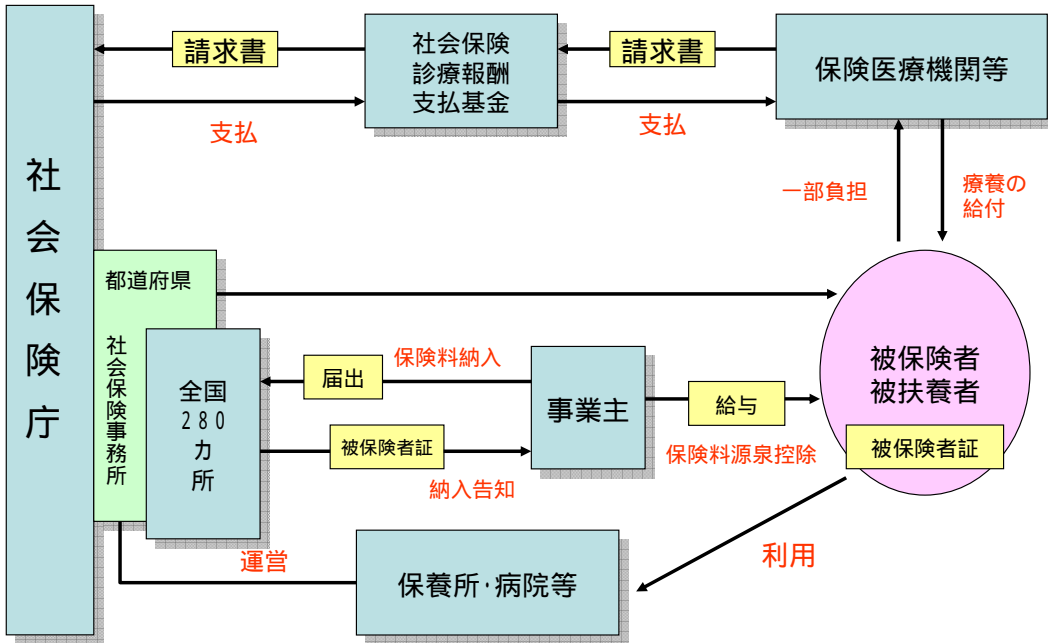 請求書
社会保険
診療報酬
支払基金
請求書
保険医療機関等
支払
支払
社会保険庁
一部負担
療養の
給付
都道府県
社会保険事務所
全国
280
カ
所
届出
保険料納入
被保険者証
納入告知
事業主
給与
保険料源泉控除
被保険者
被扶養者
被保険者証
運営
保養所・病院等
利用